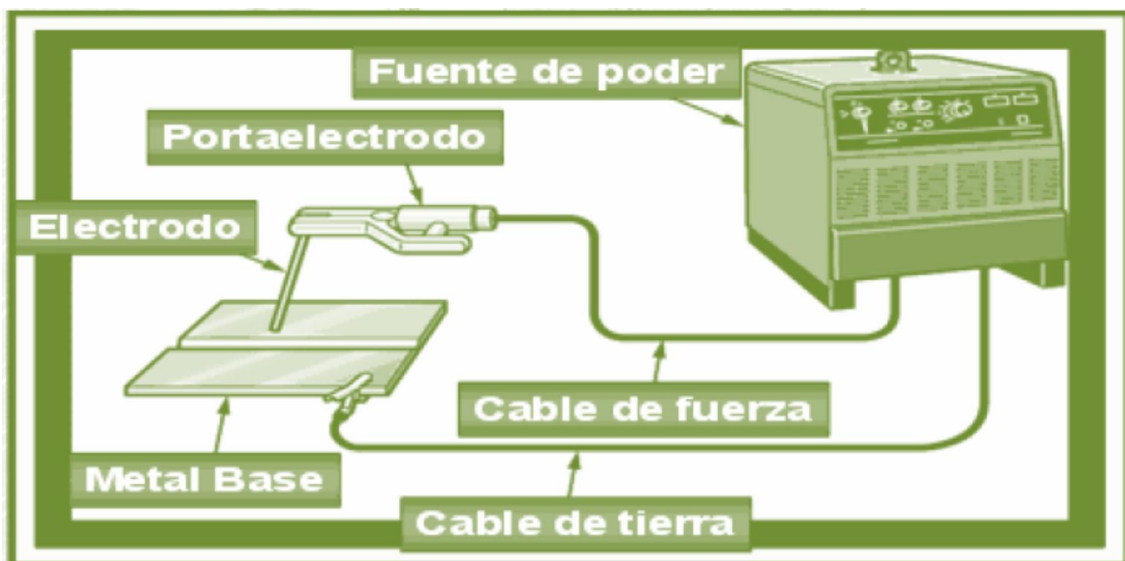 Fuente de poder
Portaelectrodo
Electrodo
Cable de fuerza
Metal Base
Cable de tierra